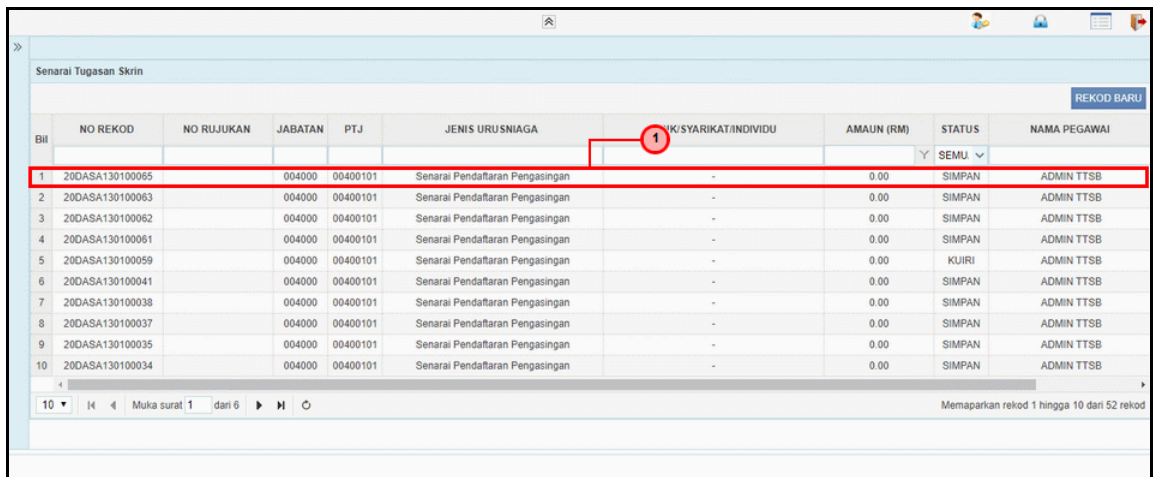 Senarai Tugasan Skrin
REKOD BARU
Bil NO REKOD NO RUJUKAN JABATAN PTJ JENIS URUSNIAGA K/SYARIKAT/INDIVIDU AMAUN (RM) STATUS NAMA PEGAWAI
1
SEMU.
1 20DASA130100065 004000 00400101 Senarai Pendaftaran Pengasingan - 0.00 SIMPAN ADMIN TTSB
2 20DASA130100063 004000 00400101 Senarai Pendaftaran Pengasingan - 0.00 SIMPAN ADMIN TTSB
3 20DASA130100062 004000 00400101 Senarai Pendaftaran Pengasingan - 0.00 SIMPAN ADMIN TTSB
4 20DASA130100061 004000 00400101 Senarai Pendaftaran Pengasingan - 0.00 SIMPAN ADMIN TTSB
5 20DASA130100059 004000 00400101 Senarai Pendaftaran Pengasingan - 0.00 KUIRI ADMIN TTSB
6 20DASA130100041 004000 00400101 Senarai Pendaftaran Pengasingan - 0.00 SIMPAN ADMIN TTSB
7 20DASA130100038 004000 00400101 Senarai Pendaftaran Pengasingan - 0.00 SIMPAN ADMIN TTSB
8 20DASA130100037 004000 00400101 Senarai Pendaftaran Pengasingan - 0.00 SIMPAN ADMIN TTSB
9 20DASA130100035 004000 00400101 Senarai Pendaftaran Pengasingan - 0.00 SIMPAN ADMIN TTSB
10 20DASA130100034 004000 00400101 Senarai Pendaftaran Pengasingan - 0.00 SIMPAN ADMIN TTSB
10 Muka surat 1 dari 6 Memaparkan rekod 1 hingga 10 dari 52 rekod